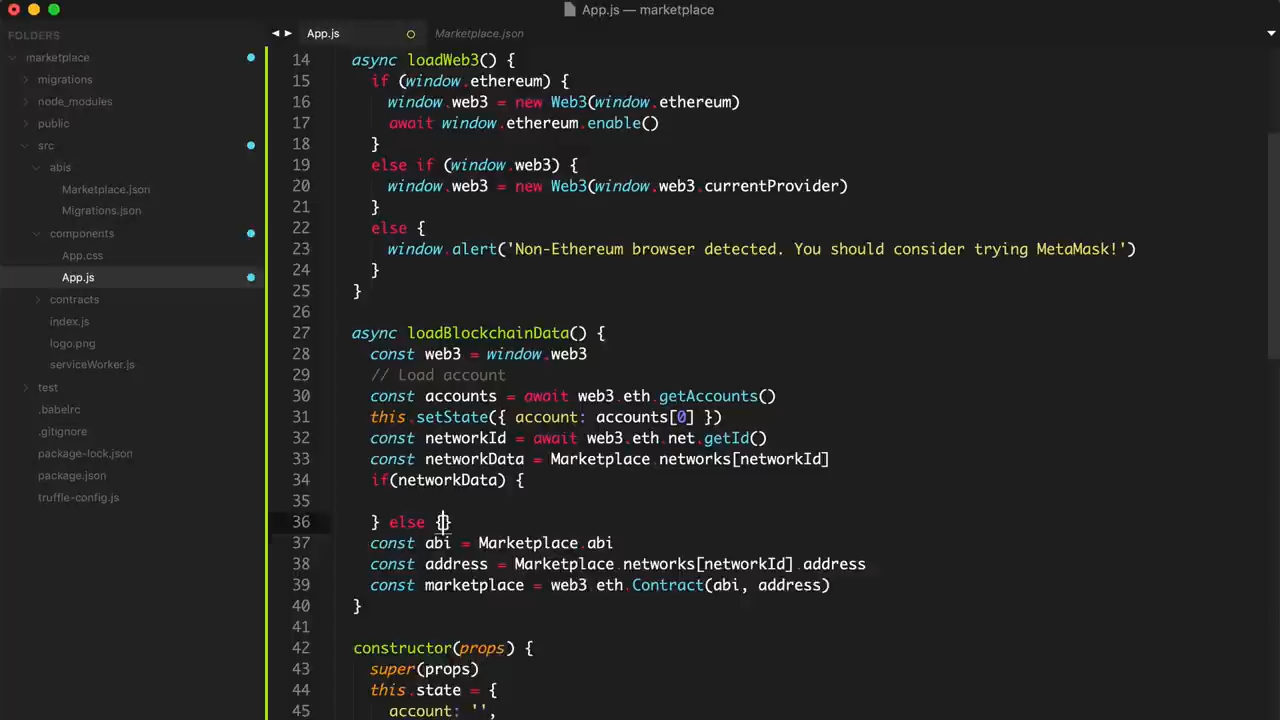 App.js — marketplace
FOLDERS
marketplace
migrations
node_modules
public
src
abis
Marketplace.json
Migrations.json
components
App.css
App.js
contracts
index.js
logo.png
serviceWorker.js
test
.babelrc
.gitignore
package-lock.json
package.json
truffle-config.js
App.js
Marketplace.json
14 async loadWeb3() {
15 if (window.ethereum) {
16 window.web3 = new Web3(window.ethereum)
17 await window.ethereum.enable()
18 }
19 else if (window.web3) {
20 window.web3 = new Web3(window.web3.currentProvider)
21 }
22 else {
23 window.alert('Non-Ethereum browser detected. You should consider trying MetaMask!')
24 }
25 }
26
27 async loadBlockchainData() {
28 const web3 = window.web3
29 // Load account
30 const accounts = await web3.eth.getAccounts()
31 this.setState({ account: accounts[0] })
32 const networkId = await web3.eth.net.getId()
33 const networkData = Marketplace.networks[networkId]
34 if(networkData) {
35
36 } else {}
37 const abi = Marketplace.abi
38 const address = Marketplace.networks[networkId].address
39 const marketplace = web3.eth.Contract(abi, address)
40 }
41
42 constructor(props) {
43 super(props)
44 this.state = {
45 account: '',